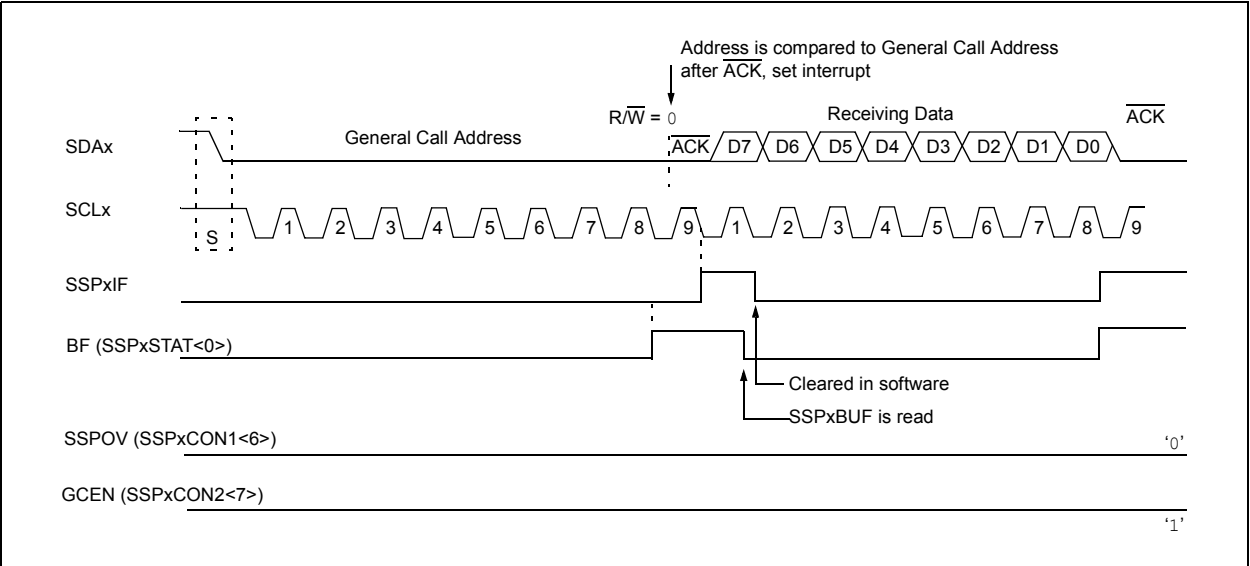 Address is compared to General Call Address
after A̅C̅K̅, set interrupt
R/W̅ = 0
Receiving Data
A̅C̅K̅
SDAx
General Call Address
A̅C̅K̅ D7 D6 D5 D4 D3 D2 D1 D0
SCLx
S
1 2 3 4 5 6 7 8 9 1 2 3 4 5 6 7 8 9
SSPxIF
BF (SSPxSTAT<0>)
Cleared in software
SSPxBUF is read
SSPOV (SSPxCON1<6>)
‘0’
GCEN (SSPxCON2<7>)
‘1’